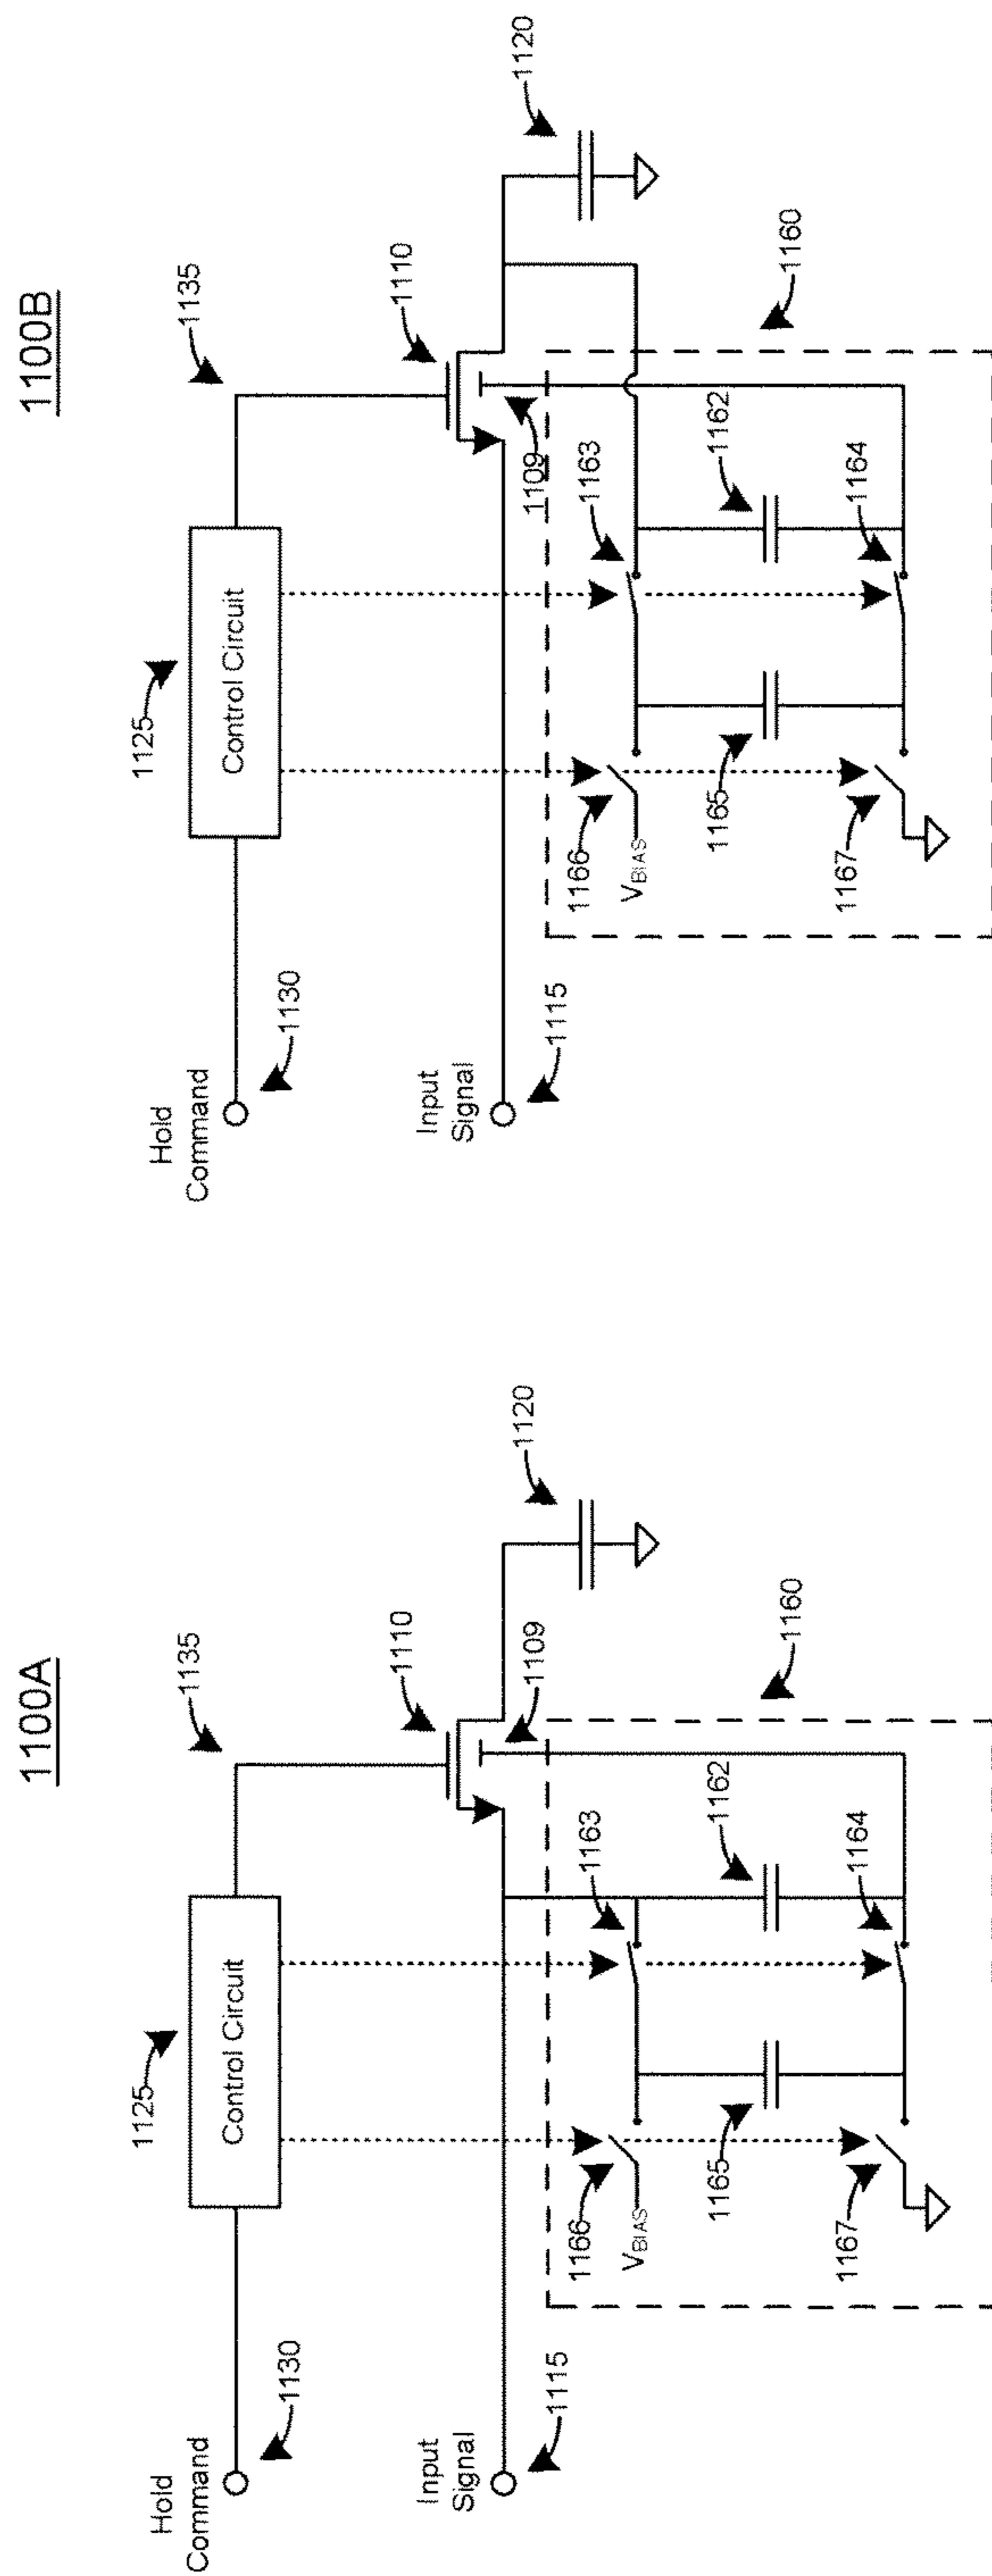 1100A
1135
1125
Control Circuit
1110
1120
Hold
Command
1130
1109
Input
Signal
1115
1163
1162
1160
1166
V_BIAS
1165
1164
1167
1100B
1135
1125
Control Circuit
1110
1120
Hold
Command
1130
1109
Input
Signal
1115
1163
1162
1160
1166
V_BIAS
1165
1164
1167